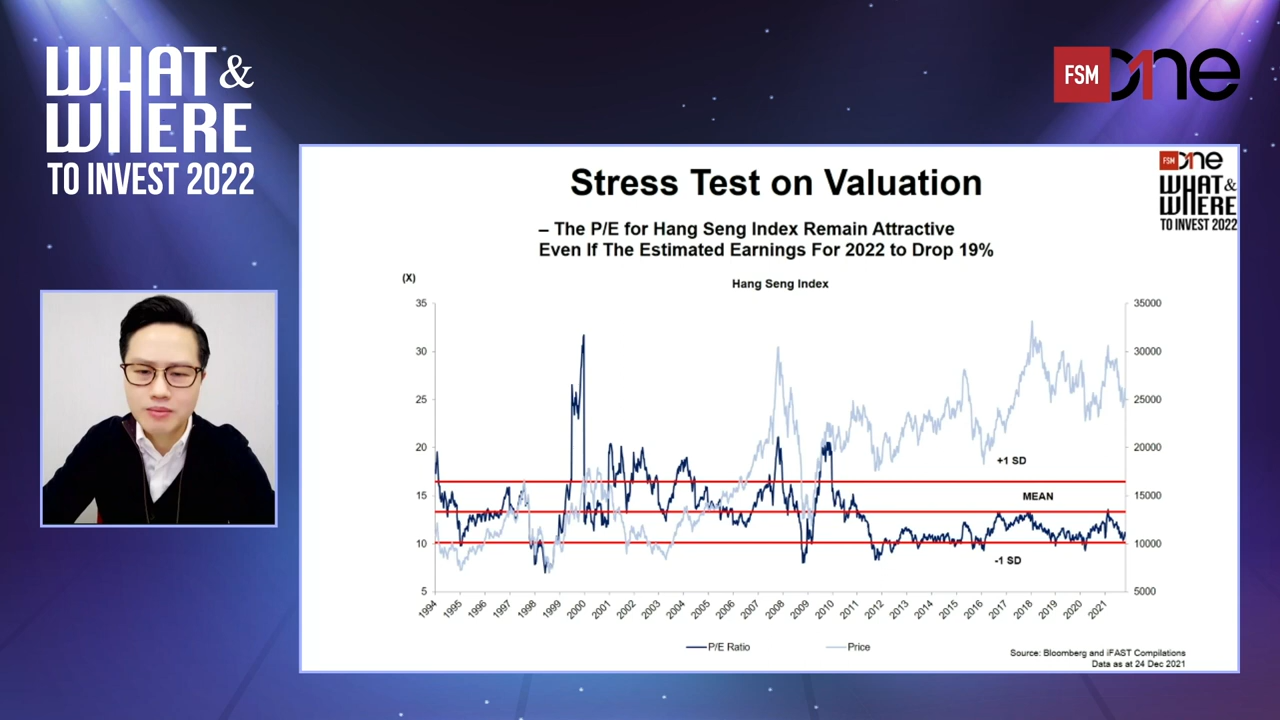 WHAT &
WHERE
TO INVEST 2022
FSM one
FSM one
WHAT &
WHERE
TO INVEST 2022
Stress Test on Valuation
– The P/E for Hang Seng Index Remain Attractive
Even If The Estimated Earnings For 2022 to Drop 19%
(X)
Hang Seng Index
35
30
25
20
15
10
5
35000
30000
25000
20000
15000
10000
5000
+1 SD
MEAN
-1 SD
1994
1995
1996
1997
1998
1999
2000
2001
2002
2003
2004
2005
2006
2007
2008
2009
2010
2011
2012
2013
2014
2015
2016
2017
2018
2019
2020
2021
P/E Ratio
Price
Source: Bloomberg and iFAST Compilations
Data as at 24 Dec 2021